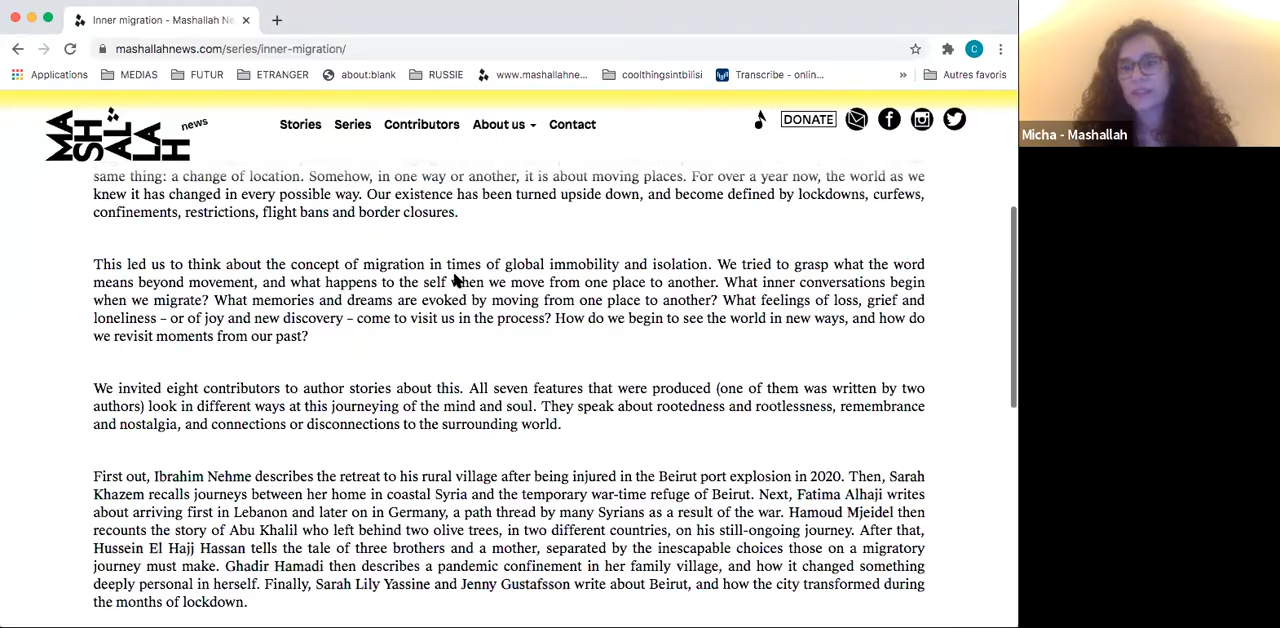 Inner migration - Mashallah Ne
mashallahnews.com/series/inner-migration/
C
Applications MEDIAS FUTUR ETRANGER about:blank RUSSIE www.mashallahne... coolthingsintbilisi Transcribe - onlin... » Autres favoris
MA SH AL LAH news
Stories Series Contributors About us Contact DONATE
same thing: a change of location. Somehow, in one way or another, it is about moving places. For over a year now, the world as we
knew it has changed in every possible way. Our existence has been turned upside down, and become defined by lockdowns, curfews,
confinements, restrictions, flight bans and border closures.
This led us to think about the concept of migration in times of global immobility and isolation. We tried to grasp what the word
means beyond movement, and what happens to the self when we move from one place to another. What inner conversations begin
when we migrate? What memories and dreams are evoked by moving from one place to another? What feelings of loss, grief and
loneliness – or of joy and new discovery – come to visit us in the process? How do we begin to see the world in new ways, and how do
we revisit moments from our past?
We invited eight contributors to author stories about this. All seven features that were produced (one of them was written by two
authors) look in different ways at this journeying of the mind and soul. They speak about rootedness and rootlessness, remembrance
and nostalgia, and connections or disconnections to the surrounding world.
First out, Ibrahim Nehme describes the retreat to his rural village after being injured in the Beirut port explosion in 2020. Then, Sarah
Khazem recalls journeys between her home in coastal Syria and the temporary war-time refuge of Beirut. Next, Fatima Alhaji writes
about arriving first in Lebanon and later on in Germany, a path thread by many Syrians as a result of the war. Hamoud Mjeidel then
recounts the story of Abu Khalil who left behind two olive trees, in two different countries, on his still-ongoing journey. After that,
Hussein El Hajj Hassan tells the tale of three brothers and a mother, separated by the inescapable choices those on a migratory
journey must make. Ghadir Hamadi then describes a pandemic confinement in her family village, and how it changed something
deeply personal in herself. Finally, Sarah Lily Yassine and Jenny Gustafsson write about Beirut, and how the city transformed during
the months of lockdown.
Micha - Mashallah